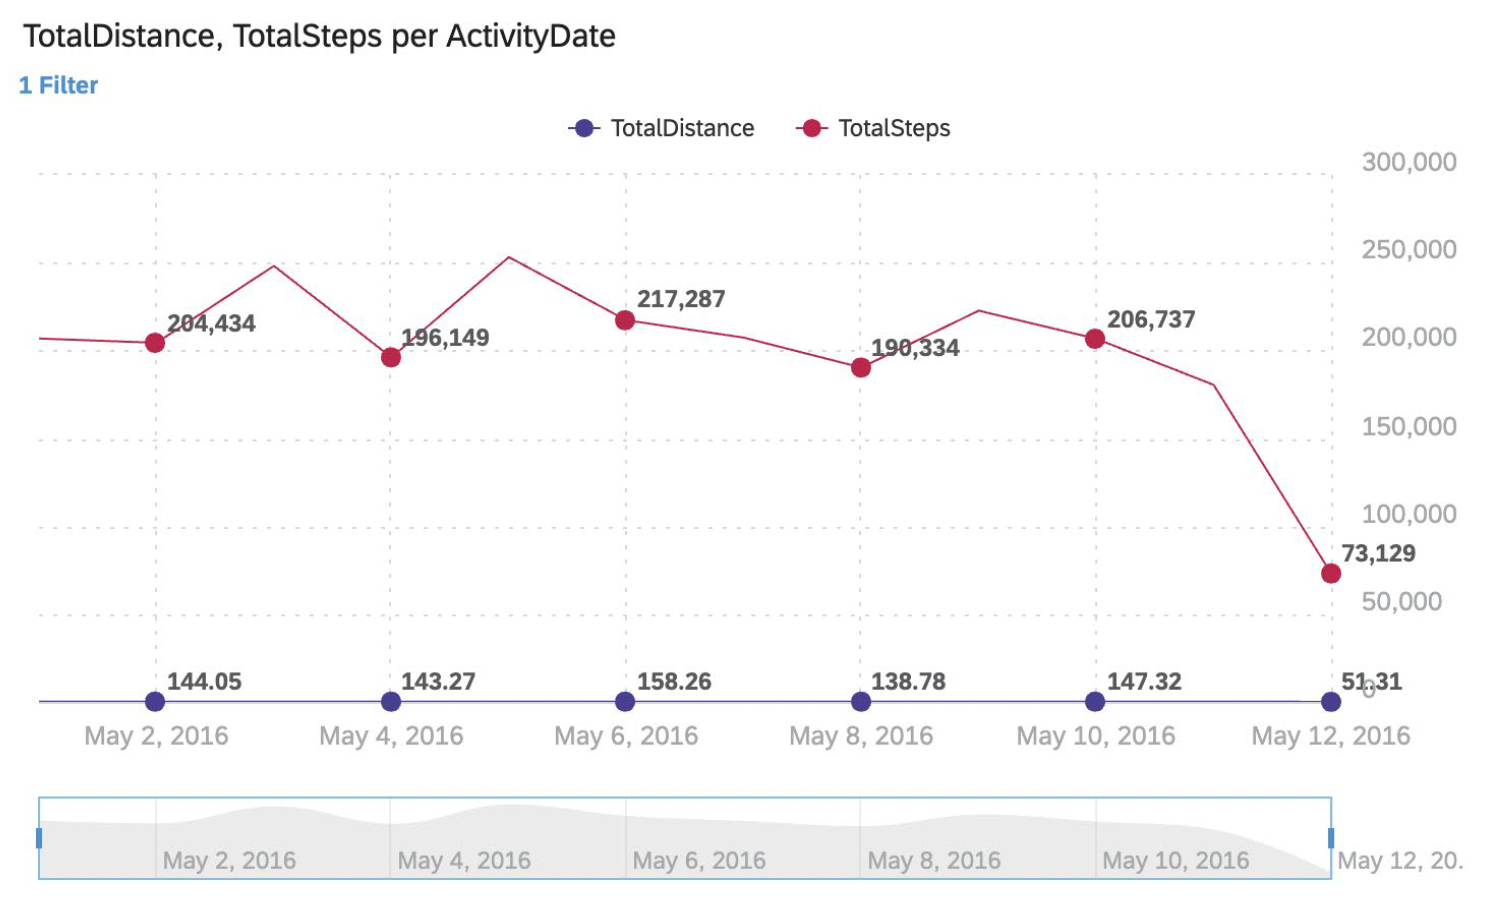 TotalDistance, TotalSteps per ActivityDate
1 Filter
TotalDistance TotalSteps
300,000
250,000
217,287
204,434
206,737
196,149
200,000
190,334
150,000
100,000
73,129
50,000
144.05 143.27 158.26 138.78 147.32 51.31
0
May 2, 2016 May 4, 2016 May 6, 2016 May 8, 2016 May 10, 2016 May 12, 2016
May 2, 2016 May 4, 2016 May 6, 2016 May 8, 2016 May 10, 2016 May 12, 20.